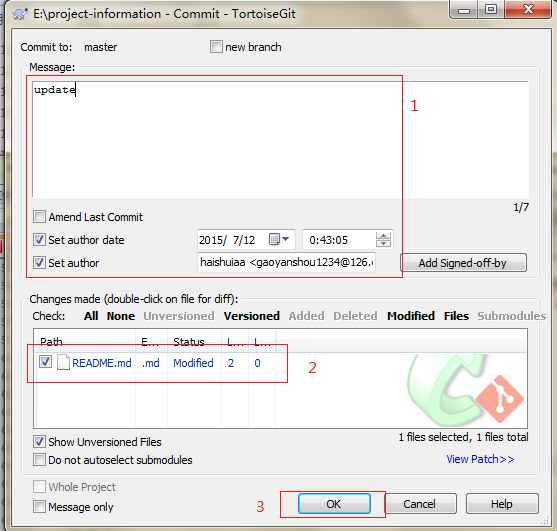 E:\project-information - Commit - TortoiseGit
Commit to: master new branch
Message:
update
1
1/7
Amend Last Commit
Set author date 2015/ 7/12 0:43:05
Set author haishuiaa <gaoyanshou1234@126.
Add Signed-off-by
Changes made (double-click on file for diff):
Check: All None Unversioned Versioned Added Deleted Modified Files Submodules
Path E... Status L... L...
README.md .md Modified 2 0
2
Show Unversioned Files
1 files selected, 1 files total
Do not autoselect submodules
View Patch>>
Whole Project
Message only
3
OK Cancel Help